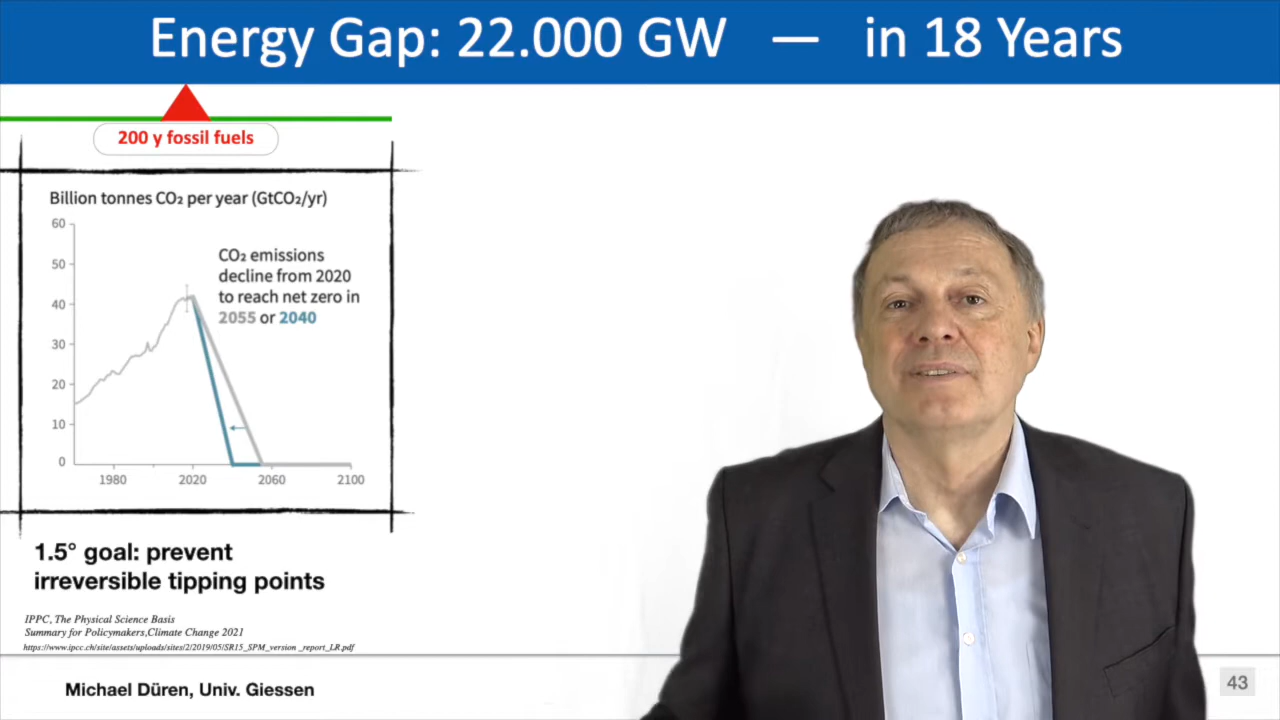 Energy Gap: 22.000 GW — in 18 Years
200 y fossil fuels
Billion tonnes CO₂ per year (GtCO₂/yr)
60
50
40
30
20
10
0
CO₂ emissions
decline from 2020
to reach net zero in
2055 or 2040
1980 2020 2060 2100
1.5° goal: prevent
irreversible tipping points
IPPC, The Physical Science Basis
Summary for Policymakers,Climate Change 2021
https://www.ipcc.ch/site/assets/uploads/sites/2/2019/05/SR15_SPM_version _report_LR.pdf
Michael Düren, Univ. Giessen
43